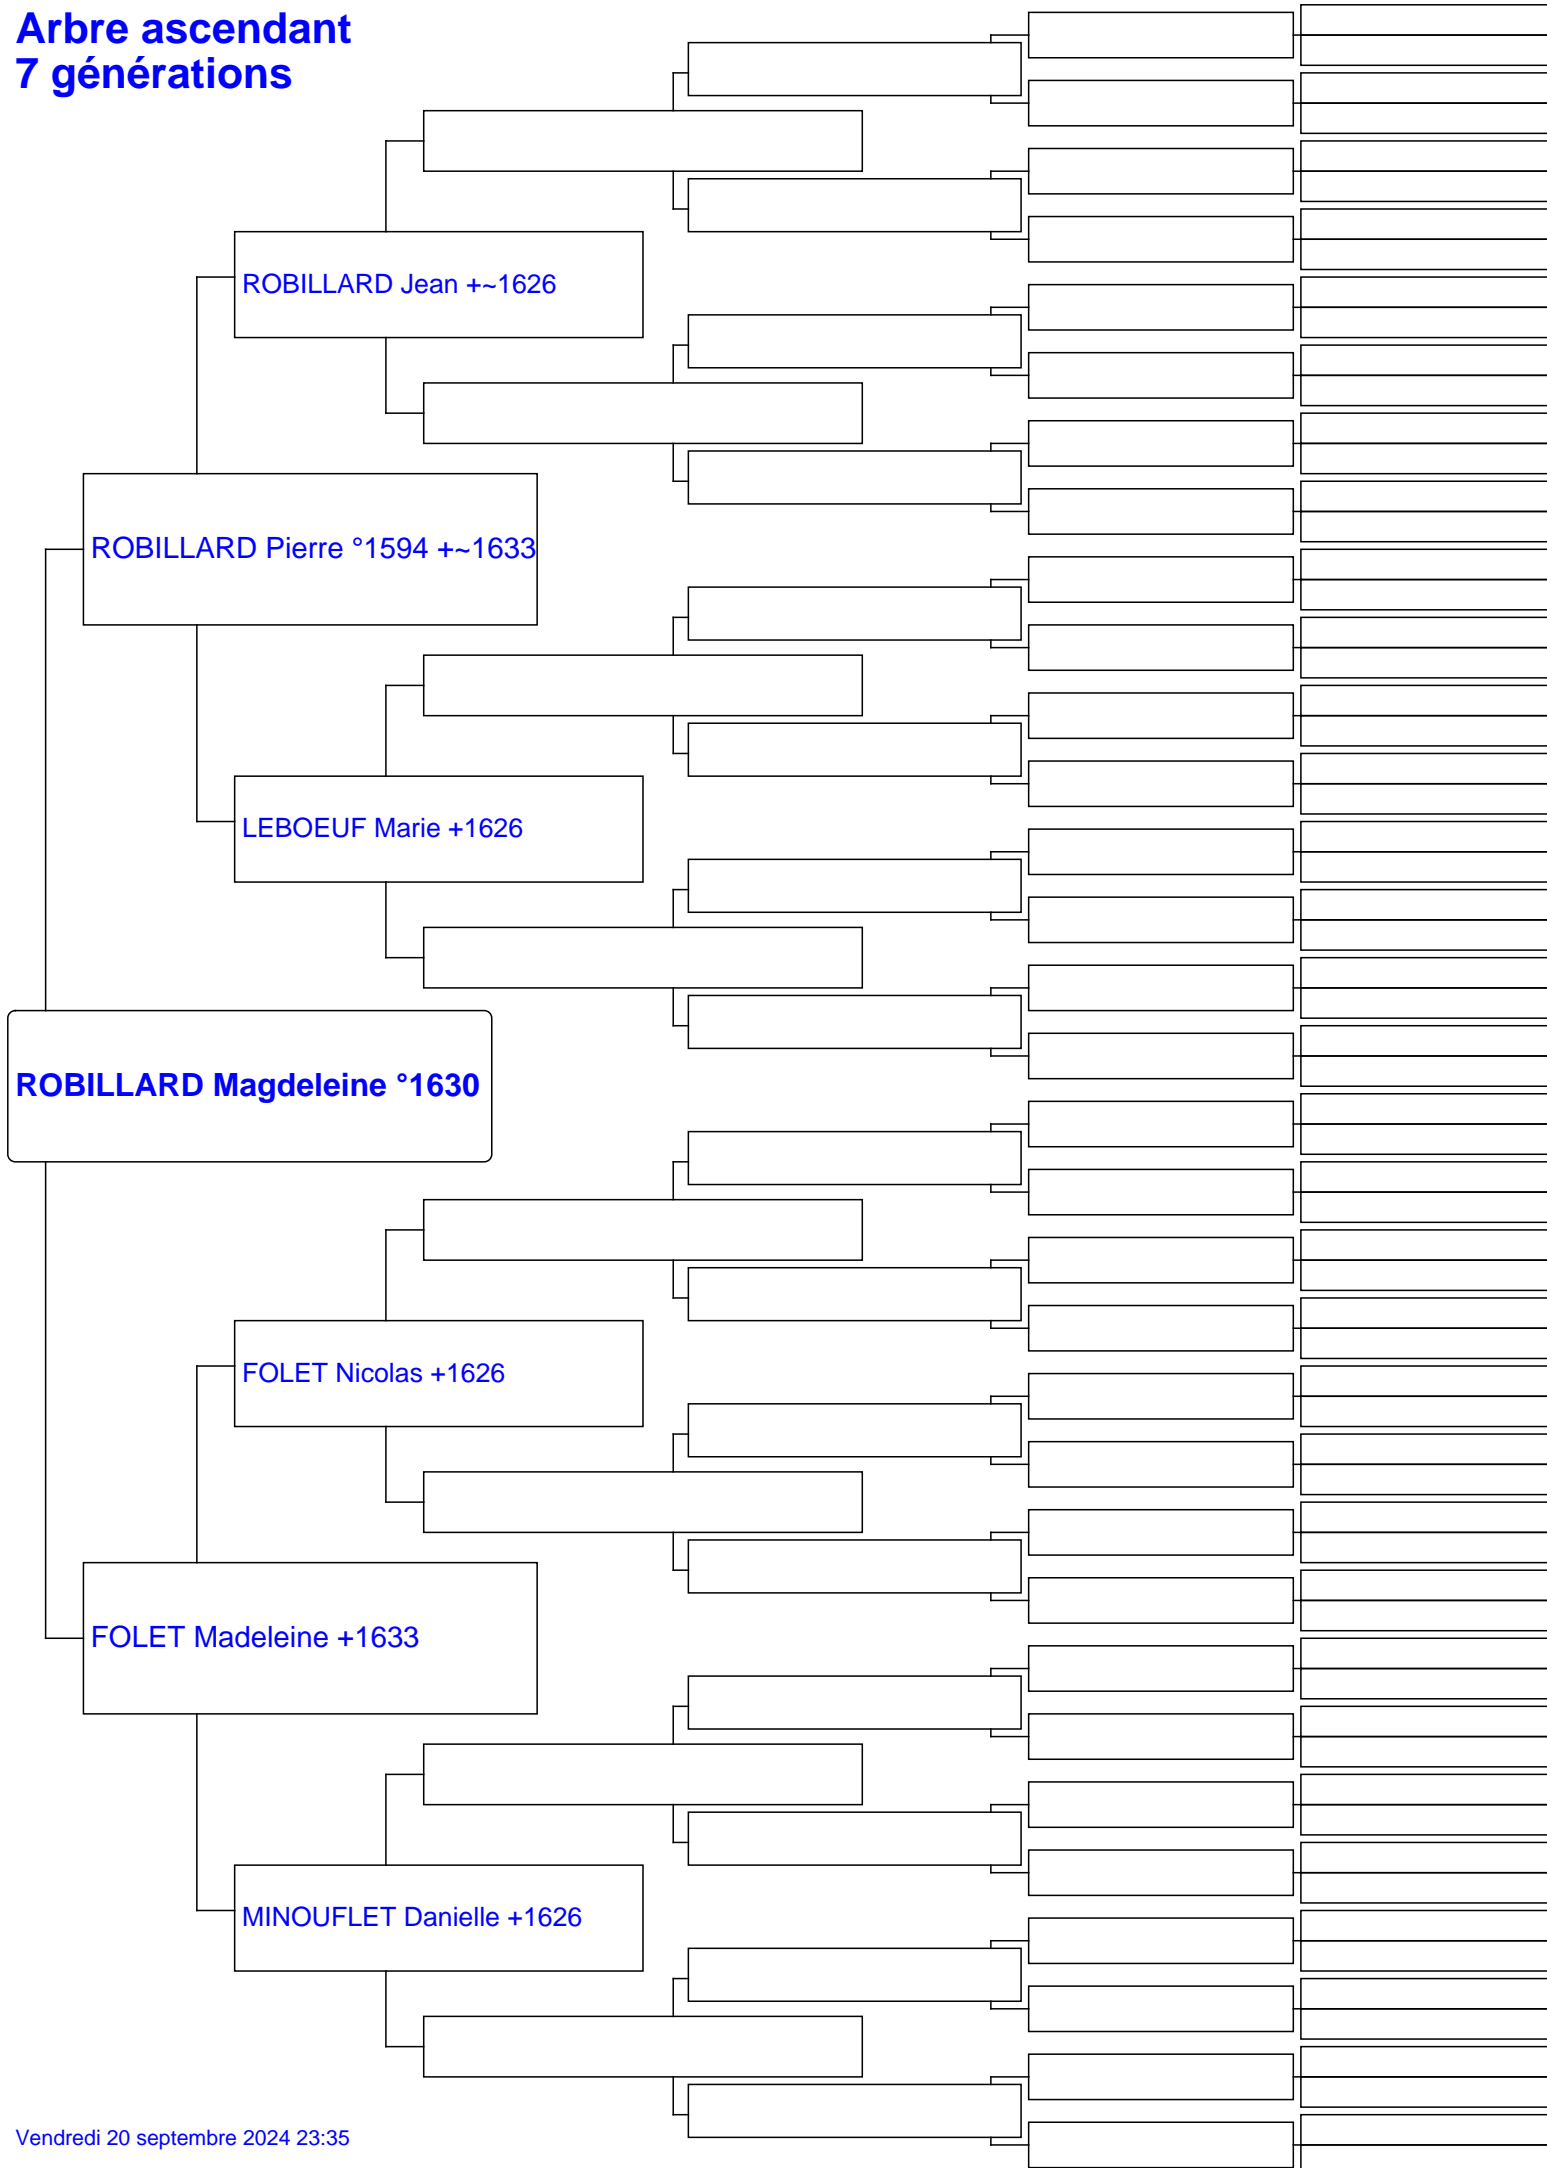 Arbre ascendant
7 générations
ROBILLARD Jean +~1626
ROBILLARD Pierre °1594 +~1633
LEBOEUF Marie +1626
ROBILLARD Magdeleine °1630
FOLET Nicolas +1626
FOLET Madeleine +1633
MINOUFLET Danielle +1626
Vendredi 20 septembre 2024 23:35